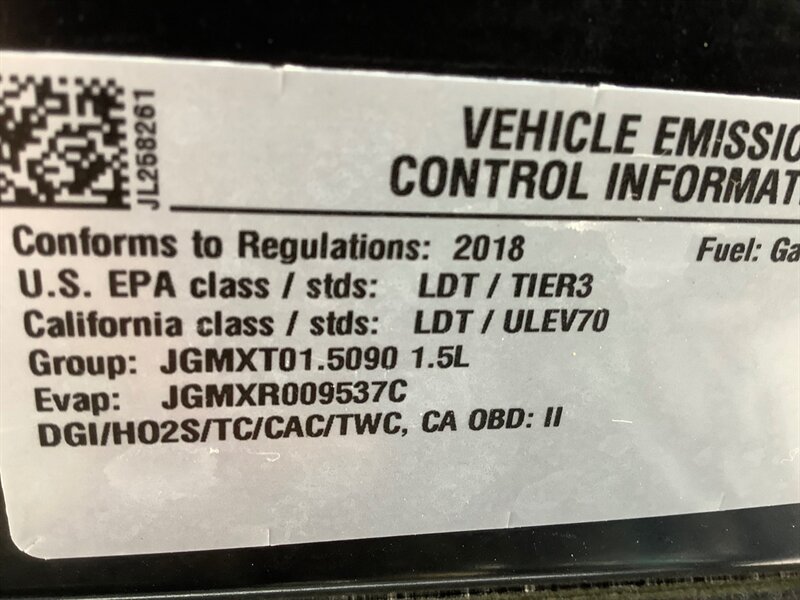 JL258261
VEHICLE EMISSIO
CONTROL INFORMAT
Conforms to Regulations: 2018 Fuel: Ga
U.S. EPA class / stds: LDT / TIER3
California class / stds: LDT / ULEV70
Group: JGMXT01.5090 1.5L
Evap: JGMXR009537C
DGI/HO2S/TC/CAC/TWC, CA OBD: II